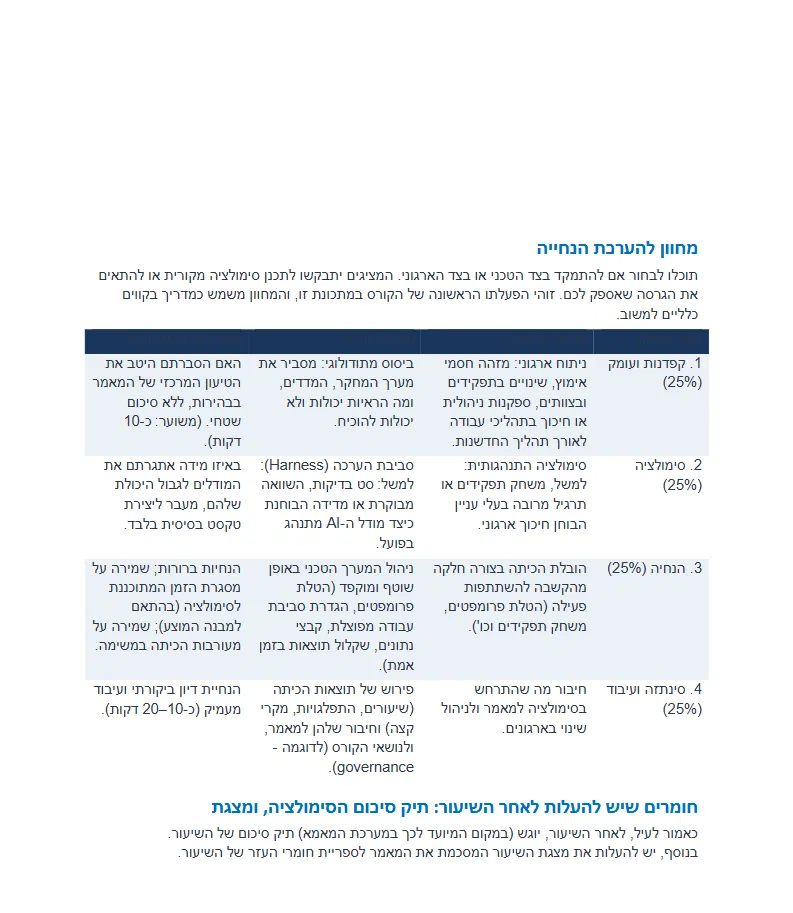 מחוון להערכת הנחייה
תוכלו לבחור אם להתמקד בצד הטכני או בצד הארגוני. המציגים יתבקשו לתכנן סימולציה מקורית או להתאים
את הגרסה שאספק לכם. זוהי הפעלתו הראשונה של הקורס במתכונת זו, והמחוון משמש כמדריך בקווים
כלליים למשוב.
1. קפדנות ועומק
(25%)
ניתוח ארגוני: מזהה חסמי
אימוץ, שינויים בתפקידים
ובצוותים, ספקנות ניהולית
או חיכוך בתהליכי עבודה
לאורך תהליך החדשנות.
ביסוס מתודולוגי: מסביר את
מערך המחקר, המדדים,
ומה הראיות יכולות ולא
יכולות להוכיח.
האם הסברתם היטב את
הטיעון המרכזי של המאמר
בבהירות, ללא סיכום
שטחי. (משוער: כ-10
דקות).
2. סימולציה
(25%)
סימולציה התנהגותית:
למשל, משחק תפקידים או
תרגיל מרובה בעלי עניין
הבוחן חיכוך ארגוני.
סביבת הערכה (Harness):
למשל: סט בדיקות, השוואה
מבוקרת או מדידה הבוחנת
כיצד מודל ה-AI מתנהג
בפועל.
באיזו מידה אתגרתם את
המודלים לגבול היכולת
שלהם, מעבר ליצירת
טקסט בסיסית בלבד.
3. הנחיה (25%)
הובלת הכיתה בצורה חלקה
מהקשבה להשתתפות
פעילה (הטלת פרומפטים,
משחק תפקידים וכו').
ניהול המערך הטכני באופן
שוטף ומוקפד (הטלת
פרומפטים, הגדרת סביבת
עבודה מפוצלת, קבצי
נתונים, שקלול תוצאות בזמן
אמת).
הנחיות ברורות; שמירה על
מסגרת הזמן המתוכננת
לסימולציה (בהתאם
למבנה המוצע); שמירה על
מעורבות הכיתה במשימה.
4. סינתזה ועיבוד
(25%)
חיבור מה שהתרחש
בסימולציה למאמר ולניהול
שינוי בארגונים.
פירוש של תוצאות הכיתה
(שיעורים, התפלגויות, מקרי
קצה) וחיבור שלהן למאמר,
ולנושאי הקורס (לדוגמה -
governance).
הנחיית דיון ביקורתי ועיבוד
מעמיק (כ-10–20 דקות).
חומרים שיש להעלות לאחר השיעור: תיק סיכום הסימולציה, ומצגת
כאמור לעיל, לאחר השיעור, יוגש (במקום המיועד לכך במערכת המאמא) תיק סיכום של השיעור.
בנוסף, יש להעלות את מצגת השיעור המסכמת את המאמר לספריית חומרי העזר של השיעור.